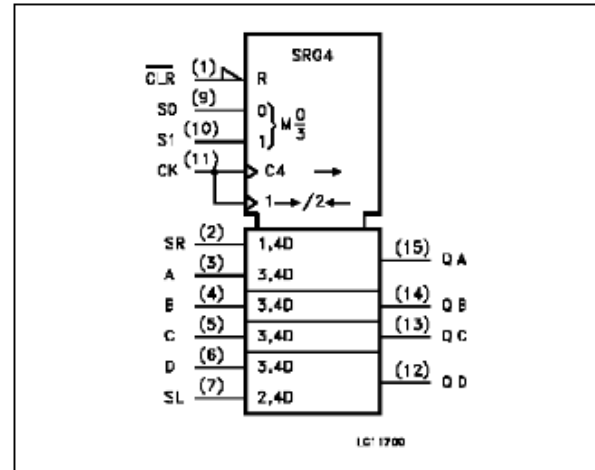 SRG4
CLR (1) R
S0 (9) 0
M 0/3
S1 (10) 1
CK (11) C4 →
1→/2←
SR (2) 1,4D
(15) QA
A (3) 3,4D
B (4) 3,4D (14) QB
C (5) 3,4D (13) QC
D (6) 3,4D
(12) QD
SL (7) 2,4D
LC11700